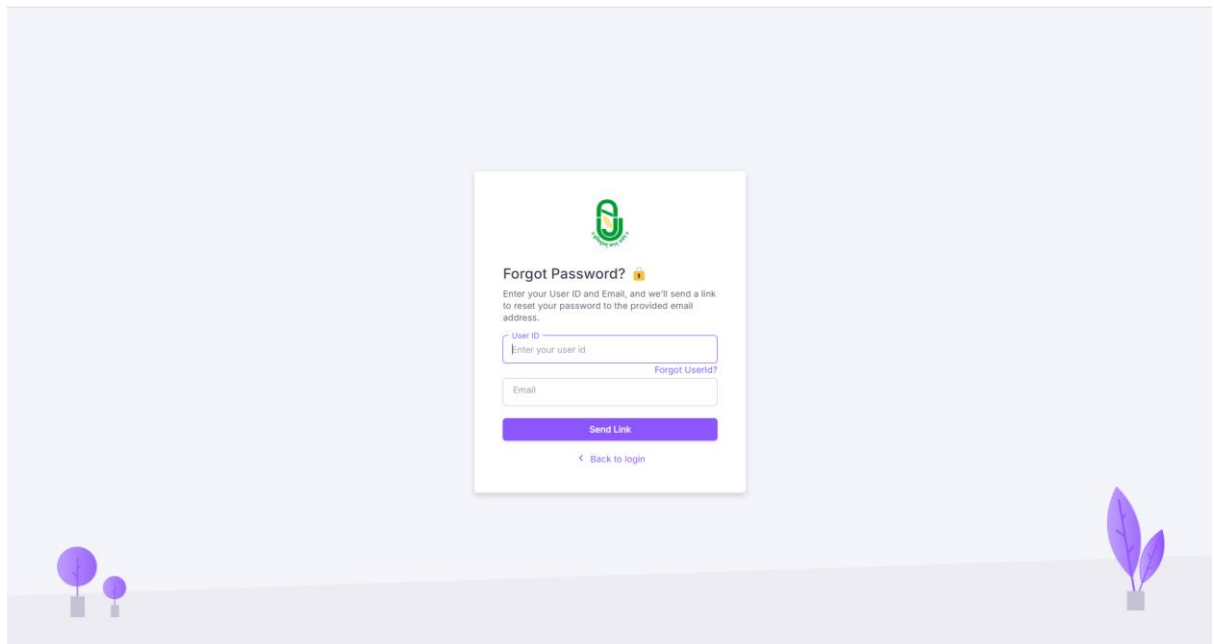 Forgot Password?
Enter your User ID and Email, and we'll send a link
to reset your password to the provided email
address.
User ID
Enter your user id
Forgot UserId?
Email
Send Link
Back to login